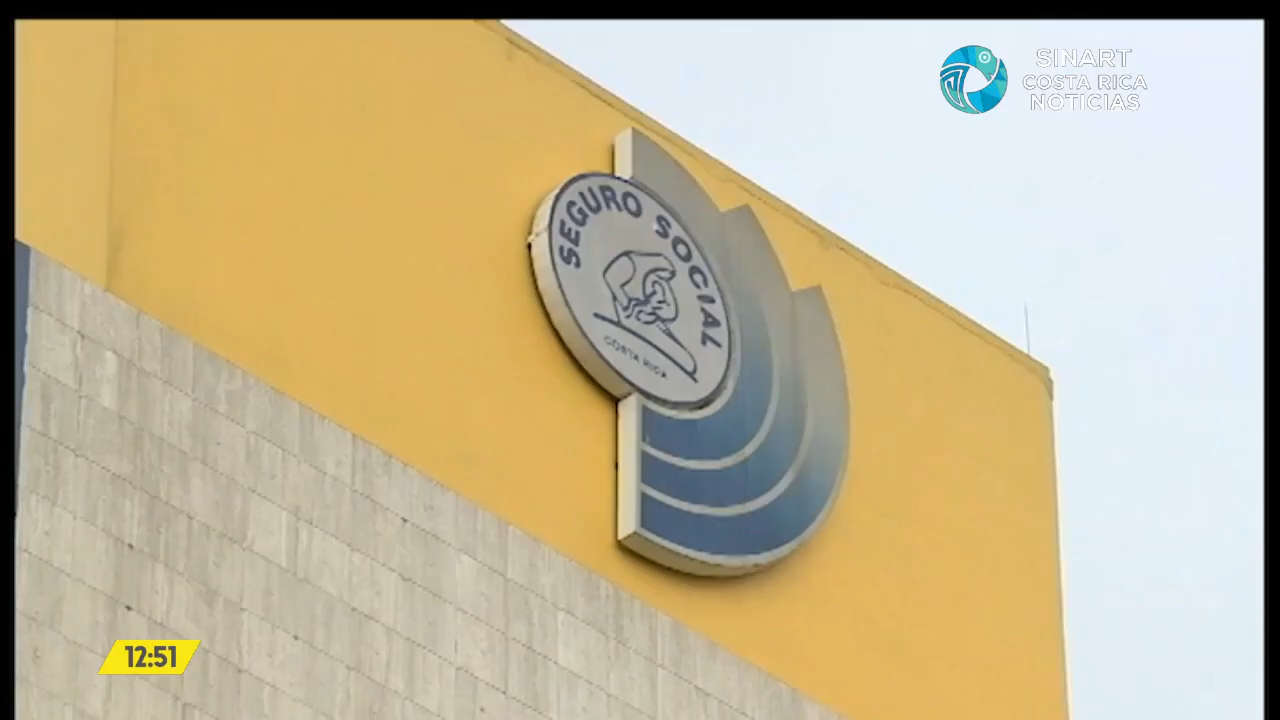 SINART
COSTA RICA
NOTICIAS
SEGURO SOCIAL
COSTA RICA
12:51